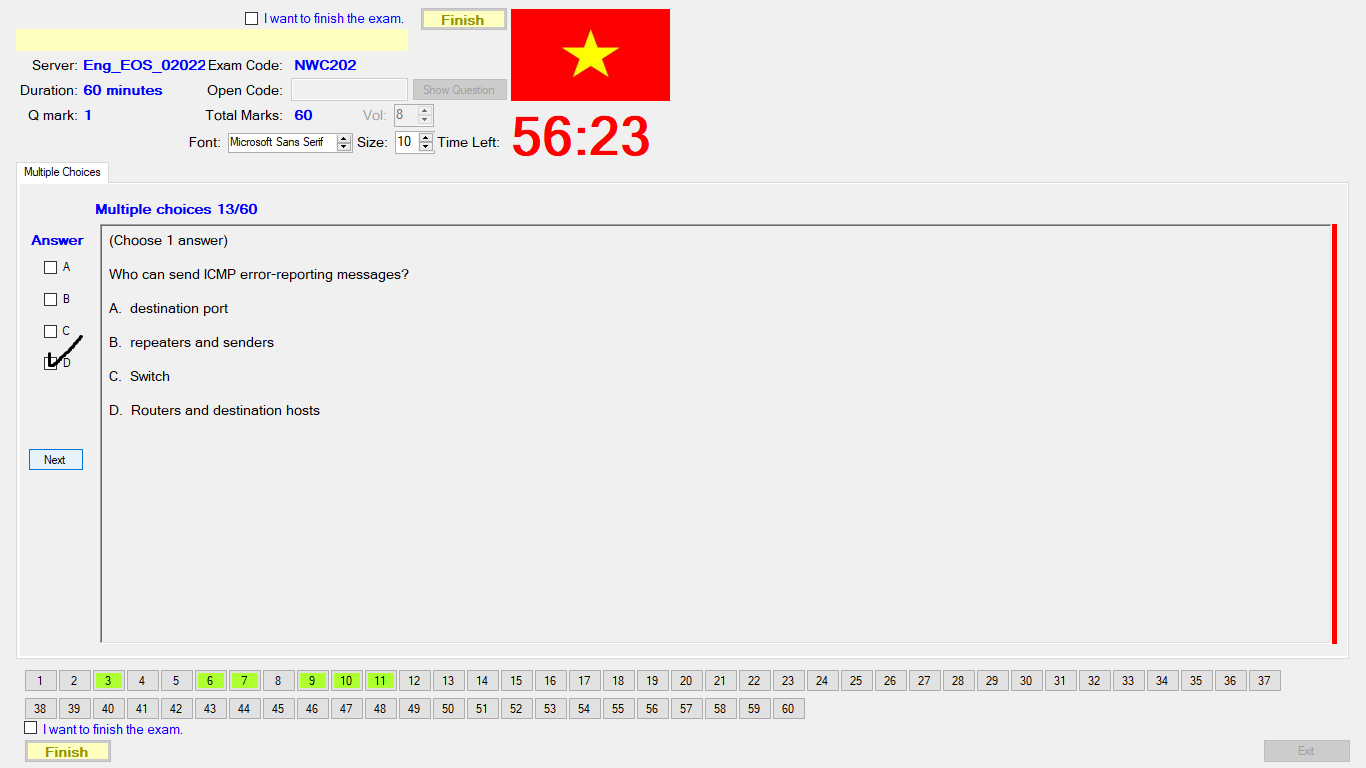 I want to finish the exam. Finish
Server: Eng_EOS_02022 Exam Code: NWC202
Duration: 60 minutes Open Code: Show Question
Q mark: 1 Total Marks: 60 Vol: 8
Font: Microsoft Sans Serif Size: 10 Time Left: 56:23
Multiple Choices
Multiple choices 13/60
Answer
A
B
C
D
Next
(Choose 1 answer)
Who can send ICMP error-reporting messages?
A. destination port
B. repeaters and senders
C. Switch
D. Routers and destination hosts
1 2 3 4 5 6 7 8 9 10 11 12 13 14 15 16 17 18 19 20 21 22 23 24 25 26 27 28 29 30 31 32 33 34 35 36 37
38 39 40 41 42 43 44 45 46 47 48 49 50 51 52 53 54 55 56 57 58 59 60
I want to finish the exam.
Finish Exit